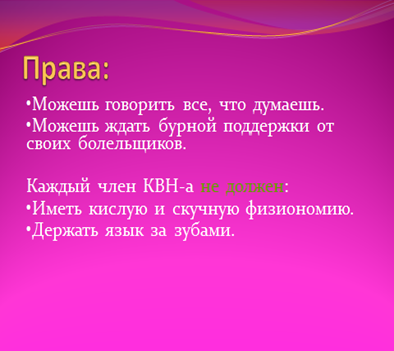 Права:
•Можешь говорить все, что думаешь.
•Можешь ждать бурной поддержки от
своих болельщиков.
Каждый член КВН-а не должен:
•Иметь кислую и скучную физиономию.
•Держать язык за зубами.